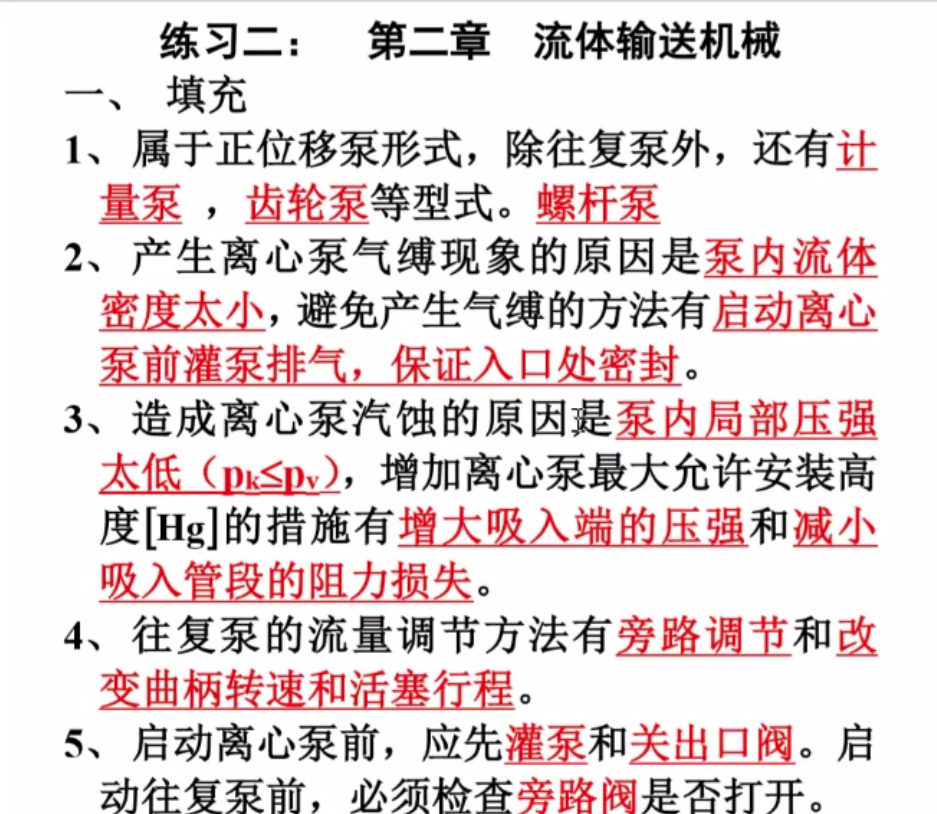 练习二： 第二章 流体输送机械
一、 填充
1、属于正位移泵形式，除往复泵外，还有计
量泵 ，齿轮泵等型式。螺杆泵
2、产生离心泵气缚现象的原因是泵内流体
密度太小，避免产生气缚的方法有启动离心
泵前灌泵排气，保证入口处密封。
3、造成离心泵汽蚀的原因是泵内局部压强
太低（pk≤pv），增加离心泵最大允许安装高
度[Hg]的措施有增大吸入端的压强和减小
吸入管段的阻力损失。
4、往复泵的流量调节方法有旁路调节和改
变曲柄转速和活塞行程。
5、启动离心泵前，应先灌泵和关出口阀。启
动往复泵前，必须检查旁路阀是否打开。